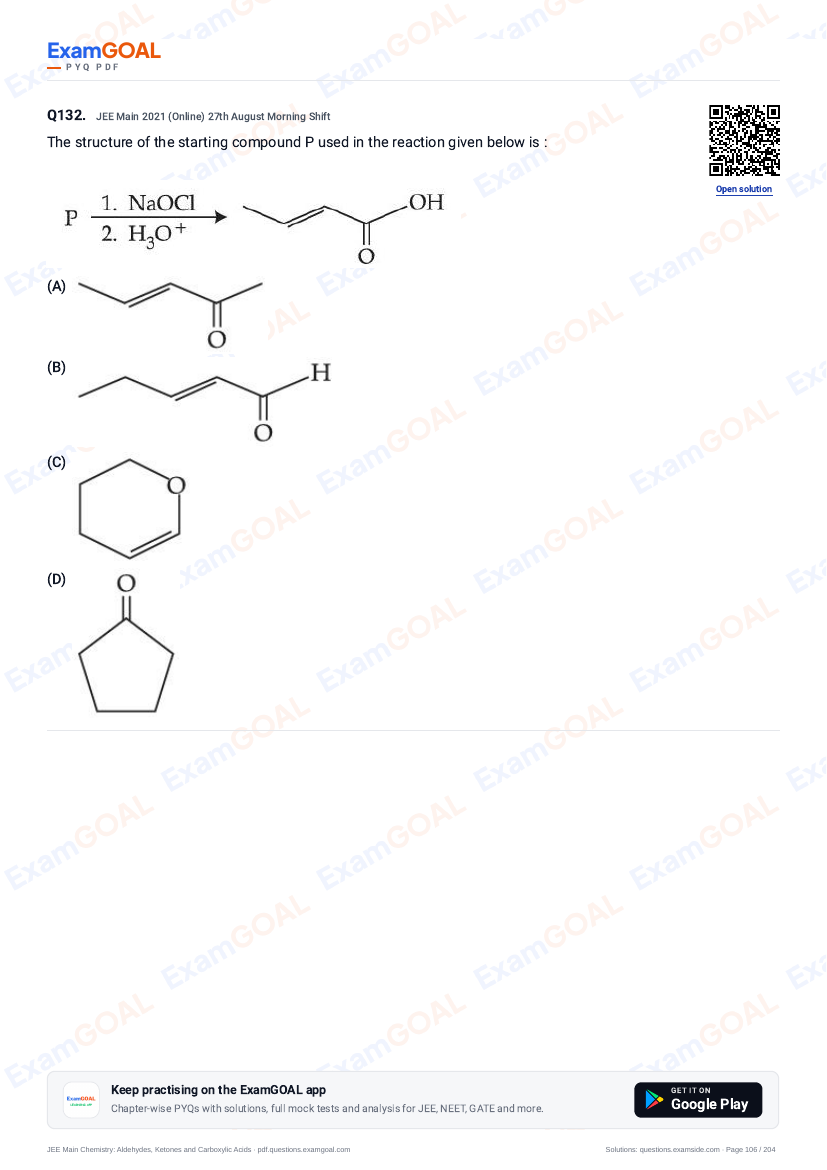 ExamGOAL
PYQ PDF
Q132. JEE Main 2021 (Online) 27th August Morning Shift
The structure of the starting compound P used in the reaction given below is :
Open solution
P 1. NaOCl
2. H3O+
OH
O
(A)
O
(B)
H
O
(C)
O
(D)
O
Keep practising on the ExamGOAL app
Chapter-wise PYQs with solutions, full mock tests and analysis for JEE, NEET, GATE and more.
GET IT ON
Google Play
JEE Main Chemistry: Aldehydes, Ketones and Carboxylic Acids · pdf.questions.examgoal.com
Solutions: questions.examside.com · Page 106 / 204